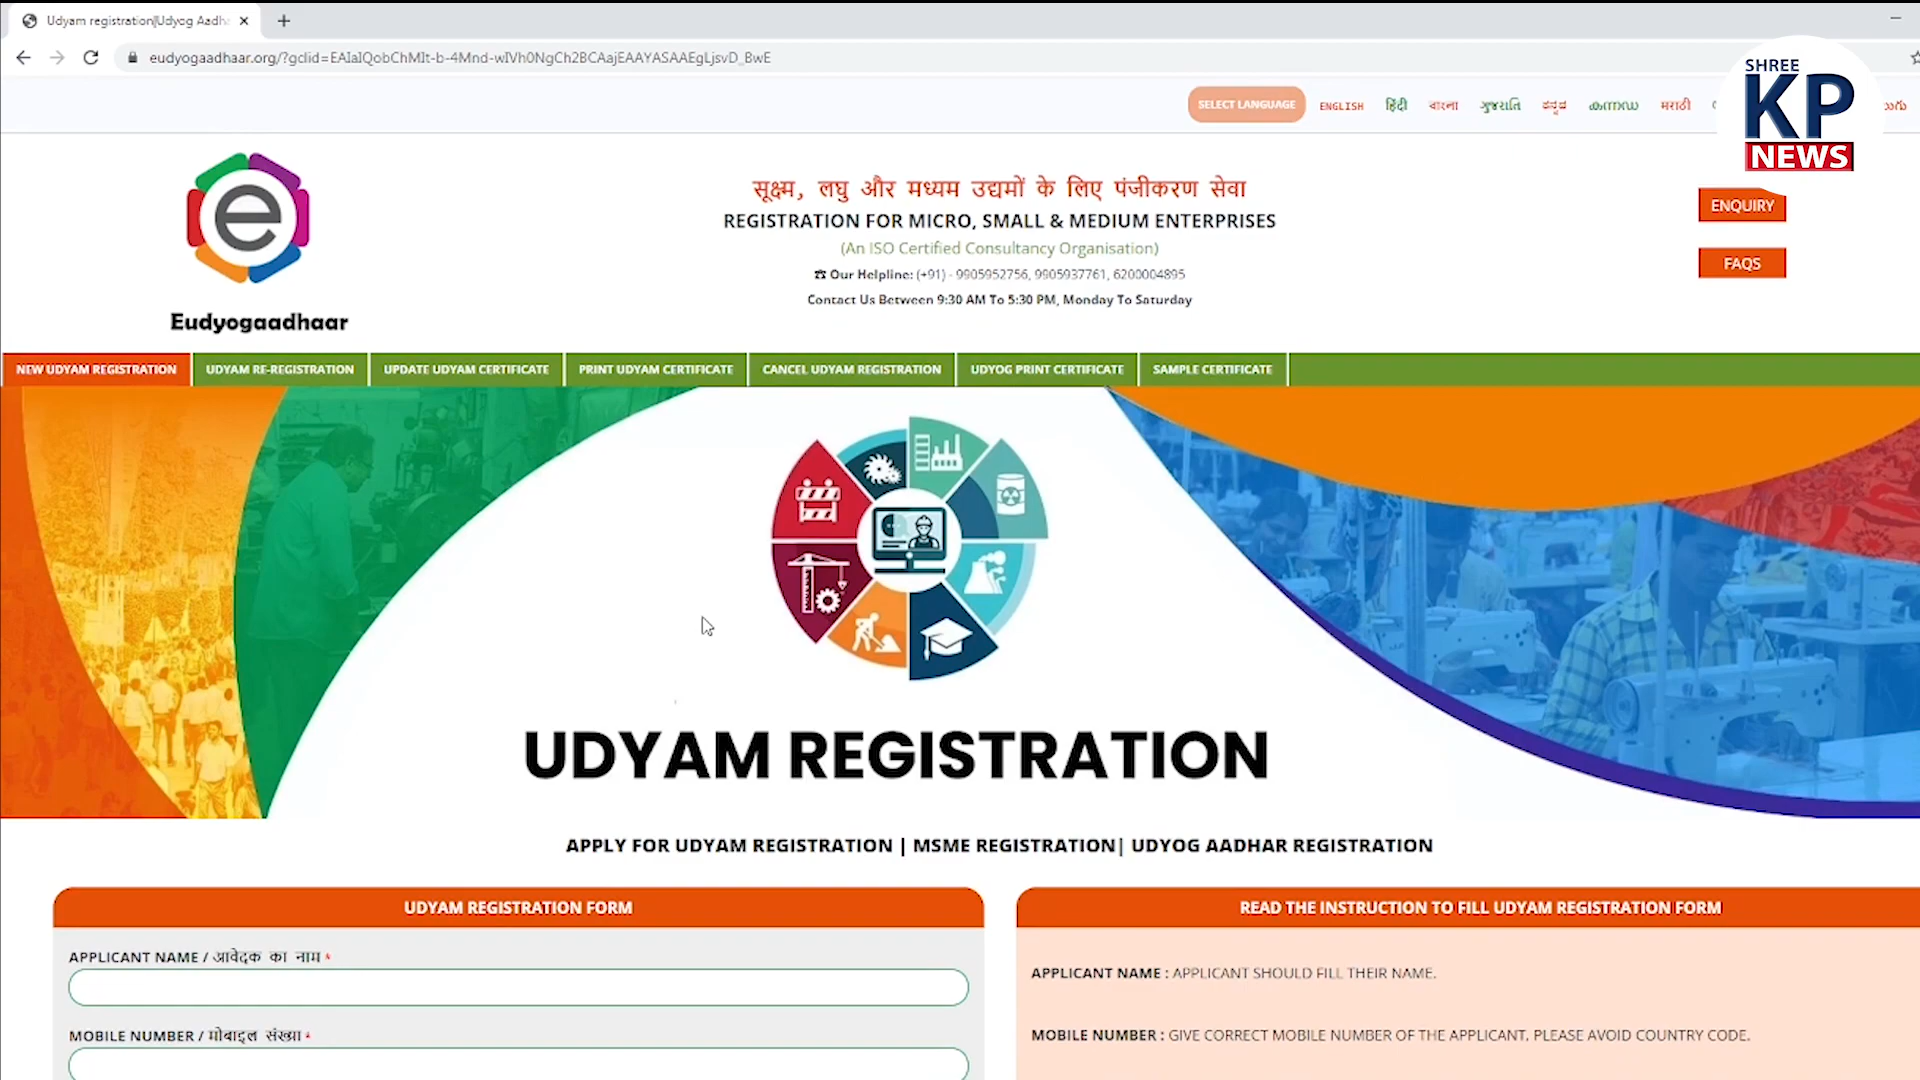 Udyam registration|Udyog Aadha
eudyogaadhaar.org/?gclid=EAIaIQobChMIt-b-4Mnd-wIVh0NgCh2BCAajEAAYASAAEgLjsvD_BwE
SHREE
KP
NEWS
SELECT LANGUAGE ENGLISH हिंदी বাংলা ગુજરાતી ಕನ್ನಡ മराठी
सूक्ष्म, लघु और मध्यम उद्यमों के लिए पंजीकरण सेवा
REGISTRATION FOR MICRO, SMALL & MEDIUM ENTERPRISES
(An ISO Certified Consultancy Organisation)
☎ Our Helpline: (+91) - 9905952756, 9905937761, 6200004895
Contact Us Between 9:30 AM To 5:30 PM, Monday To Saturday
ENQUIRY
FAQS
e
Eudyogaadhaar
NEW UDYAM REGISTRATION UDYAM RE-REGISTRATION UPDATE UDYAM CERTIFICATE PRINT UDYAM CERTIFICATE CANCEL UDYAM REGISTRATION UDYOG PRINT CERTIFICATE SAMPLE CERTIFICATE
UDYAM REGISTRATION
APPLY FOR UDYAM REGISTRATION | MSME REGISTRATION| UDYOG AADHAR REGISTRATION
UDYAM REGISTRATION FORM
APPLICANT NAME / आवेदक का नाम *
MOBILE NUMBER / मोबाइल संख्या *
READ THE INSTRUCTION TO FILL UDYAM REGISTRATION FORM
APPLICANT NAME : APPLICANT SHOULD FILL THEIR NAME.
MOBILE NUMBER : GIVE CORRECT MOBILE NUMBER OF THE APPLICANT. PLEASE AVOID COUNTRY CODE.